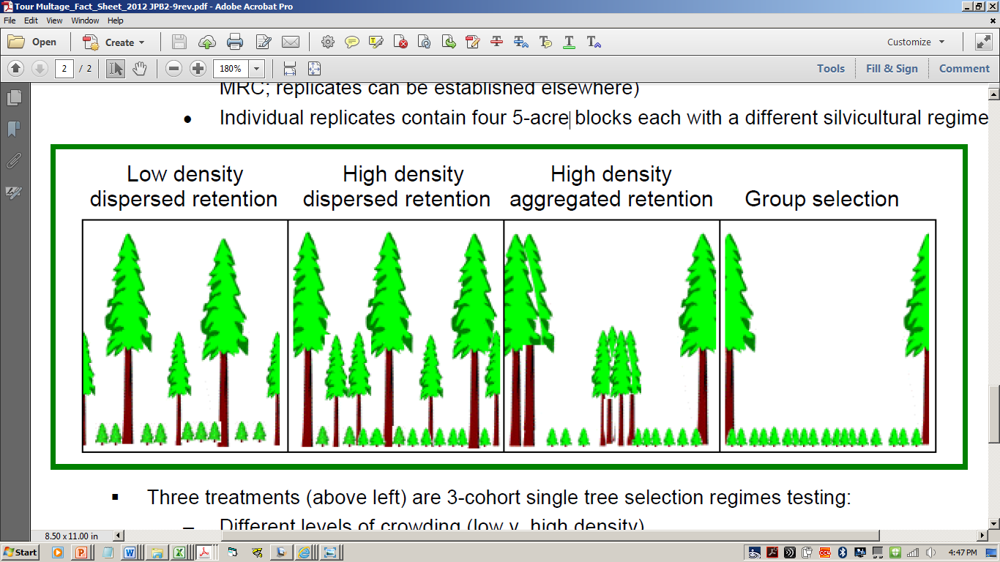 Tour Multage_Fact_Sheet_2012 JPB2-9rev.pdf - Adobe Acrobat Pro
File Edit View Window Help
Open Create Customize
2 / 2 180% Tools Fill & Sign Comment
MRC; replicates can be established elsewhere)
• Individual replicates contain four 5-acre blocks each with a different silvicultural regime
Low density
dispersed retention
High density
dispersed retention
High density
aggregated retention
Group selection
▪ Three treatments (above left) are 3-cohort single tree selection regimes testing:
– Different levels of crowding (low v. high density)
8.50 x 11.00 in
Start 4:47 PM